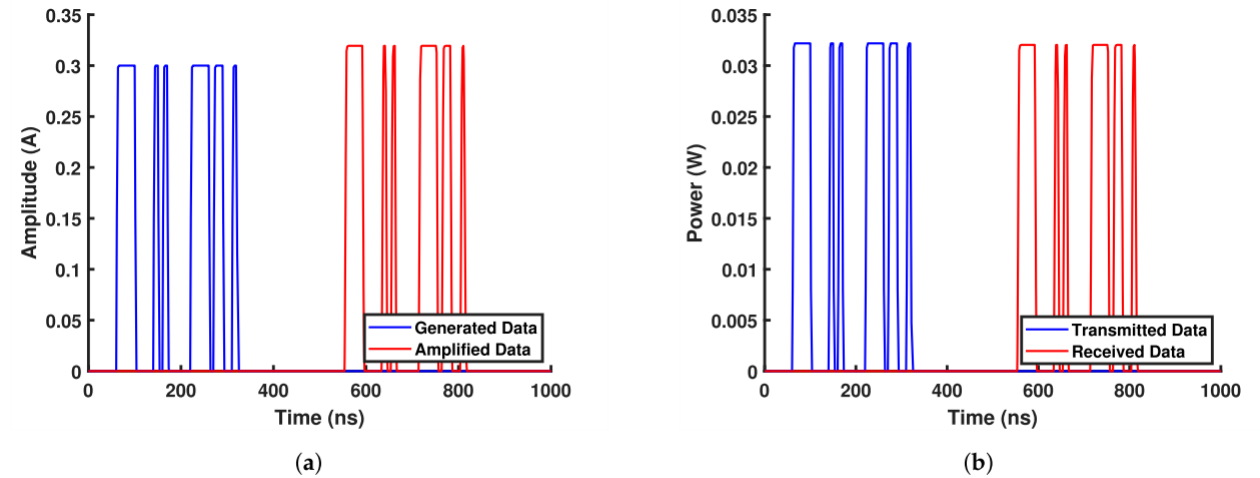 0.35
0.3
0.25
0.2
0.15
0.1
0.05
0
Amplitude (A)
0 200 400 600 800 1000
Time (ns)
Generated Data
Amplified Data
(a)
0.035
0.03
0.025
0.02
0.015
0.01
0.005
0
Power (W)
0 200 400 600 800 1000
Time (ns)
Transmitted Data
Received Data
(b)